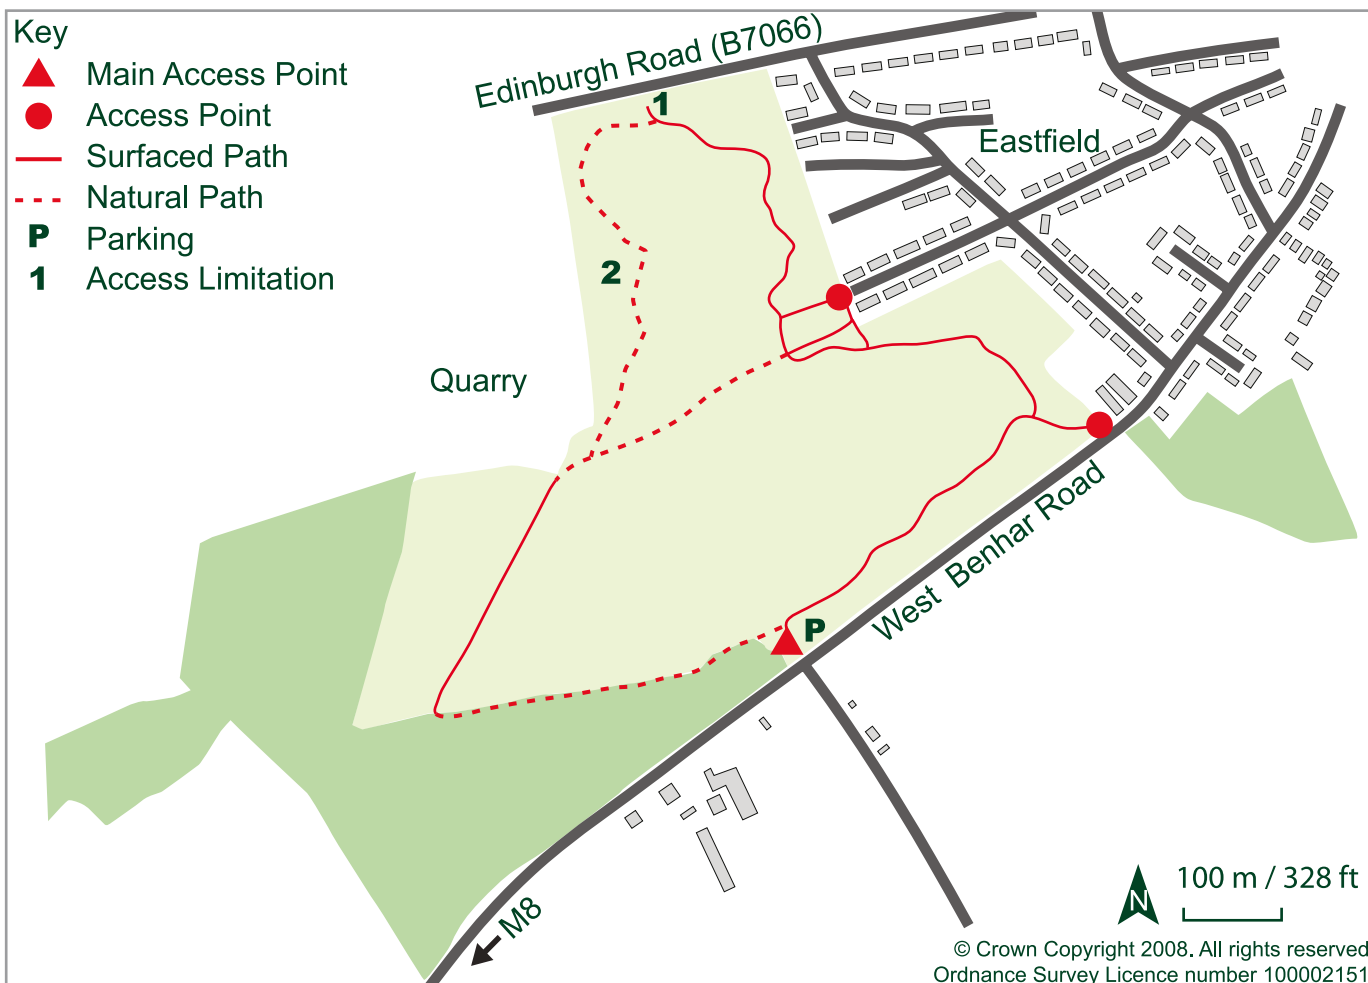 Key
Main Access Point
Access Point
Surfaced Path
Natural Path
P Parking
1 Access Limitation
Edinburgh Road (B7066)
1
Eastfield
2
Quarry
P
West Benhar Road
M8
N
100 m / 328 ft
© Crown Copyright 2008. All rights reserved
Ordnance Survey Licence number 100002151